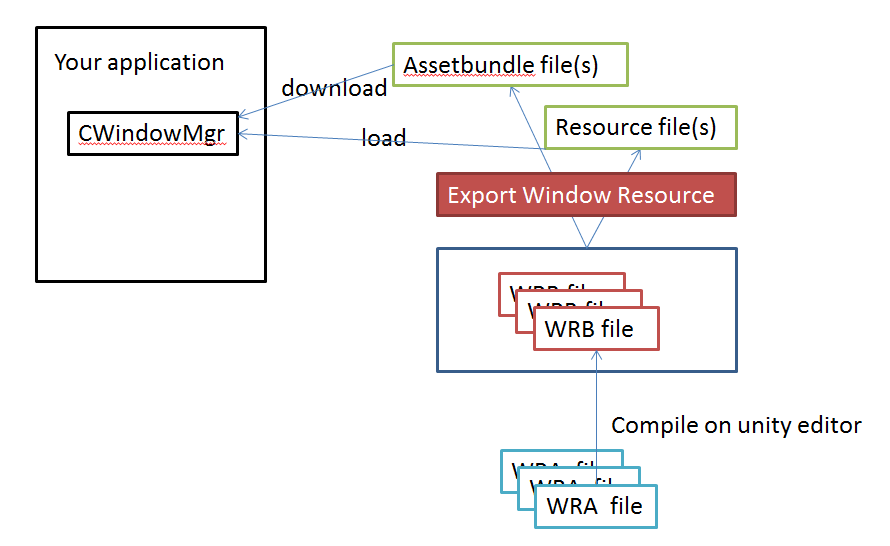 Your application
Assetbundle file(s)
download
Resource file(s)
CWindowMgr
load
Export Window Resource
WRB file
WRB file
WRB file
Compile on unity editor
WRA file
WRA file
WRA  file